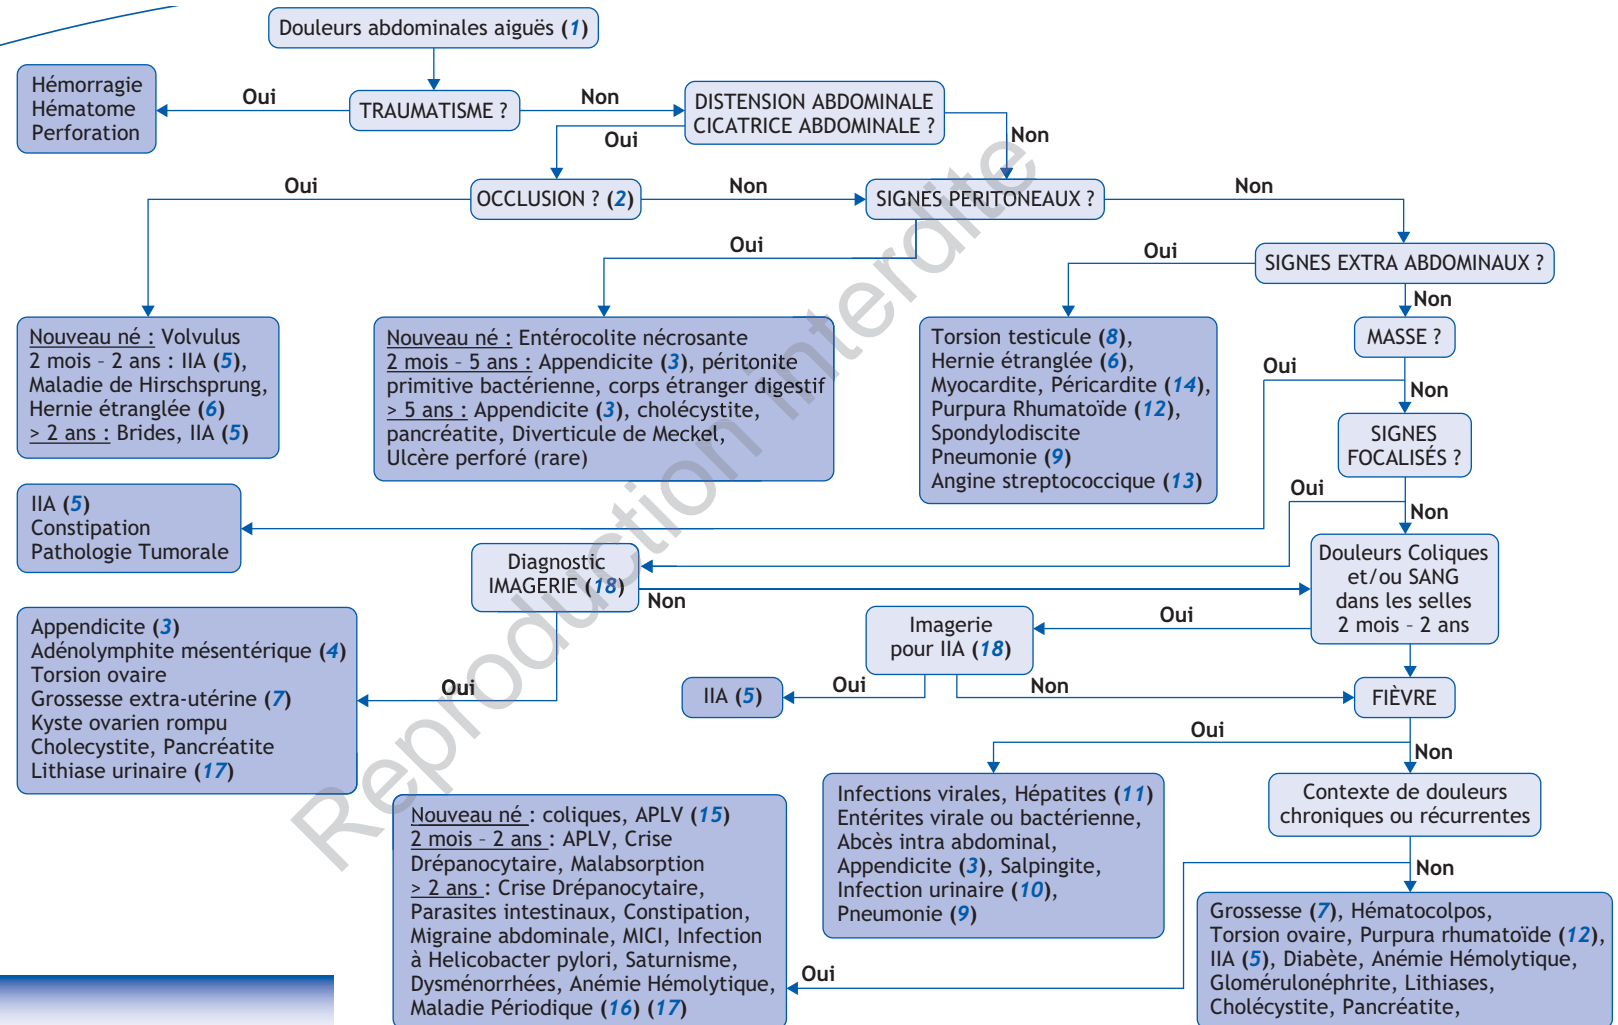 Douleurs abdominales aiguës (1)
Hémorragie
Hématome
Perforation
Oui
TRAUMATISME ?
Non
DISTENSION ABDOMINALE
CICATRICE ABDOMINALE ?
Oui
Non
Oui
OCCLUSION ? (2)
Non
SIGNES PERITONEAUX ?
Non
Oui
Oui
SIGNES EXTRA ABDOMINAUX ?
Non
Nouveau né : Volvulus
2 mois – 2 ans : IIA (5),
Maladie de Hirschsprung,
Hernie étranglée (6)
> 2 ans : Brides, IIA (5)
Nouveau né : Entérocolite nécrosante
2 mois – 5 ans : Appendicite (3), péritonite
primitive bactérienne, corps étranger digestif
> 5 ans : Appendicite (3), cholécystite,
pancréatite, Diverticule de Meckel,
Ulcère perforé (rare)
Torsion testicule (8),
Hernie étranglée (6),
Myocardite, Péricardite (14),
Purpura Rhumatoïde (12),
Spondylodiscite
Pneumonie (9)
Angine streptococcique (13)
MASSE ?
Oui
Non
SIGNES
FOCALISÉS ?
Oui
Non
IIA (5)
Constipation
Pathologie Tumorale
Diagnostic
IMAGERIE (18)
Non
Douleurs Coliques
et/ou SANG
dans les selles
2 mois – 2 ans
Appendicite (3)
Adénolymphite mésentérique (4)
Torsion ovaire
Grossesse extra-utérine (7)
Kyste ovarien rompu
Cholecystite, Pancréatite
Lithiase urinaire (17)
Oui
Imagerie
pour IIA (18)
Oui
IIA (5)
Oui
Non
FIÈVRE
Oui
Non
Nouveau né : coliques, APLV (15)
2 mois – 2 ans : APLV, Crise
Drépanocytaire, Malabsorption
> 2 ans : Crise Drépanocytaire,
Parasites intestinaux, Constipation,
Migraine abdominale, MICI, Infection
à Helicobacter pylori, Saturnisme,
Dysménorrhées, Anémie Hémolytique,
Maladie Périodique (16) (17)
Infections virales, Hépatites (11)
Entérites virale ou bactérienne,
Abcès intra abdominal,
Appendicite (3), Salpingite,
Infection urinaire (10),
Pneumonie (9)
Contexte de douleurs
chroniques ou récurrentes
Non
Oui
Grossesse (7), Hématocolpos,
Torsion ovaire, Purpura rhumatoïde (12),
IIA (5), Diabète, Anémie Hémolytique,
Glomérulonéphrite, Lithiases,
Cholécystite, Pancréatite,
Reproduction interdite